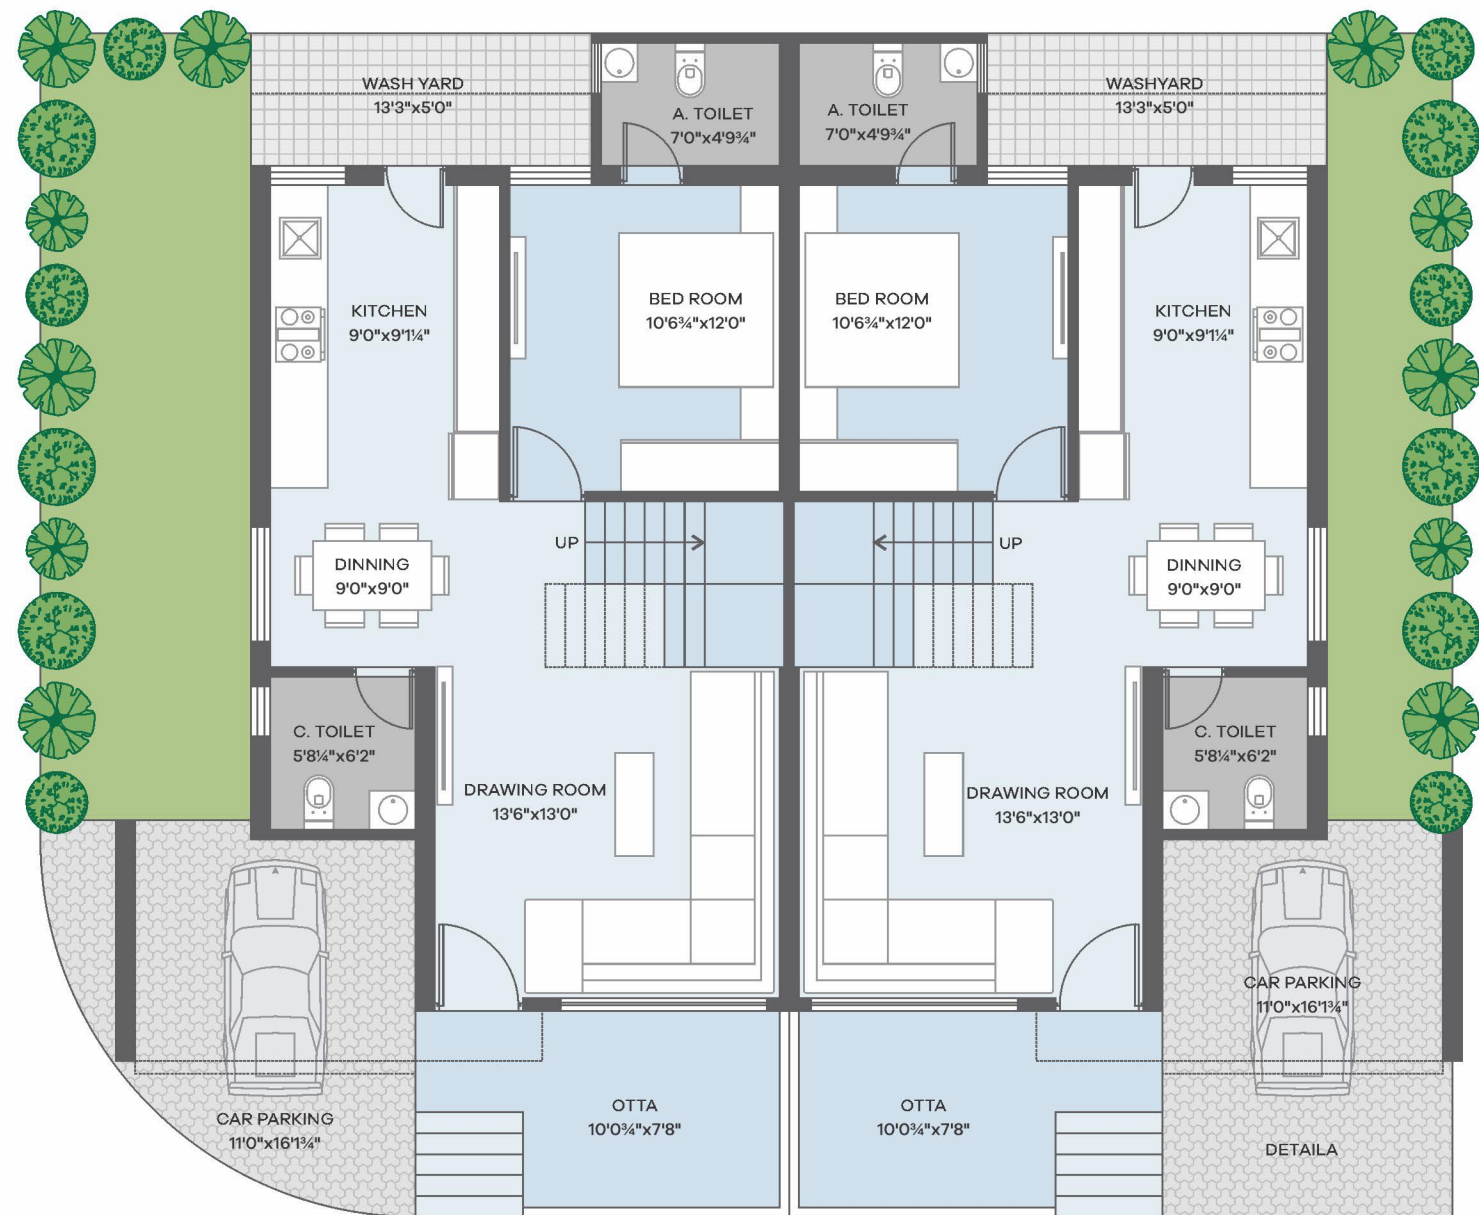 WASH YARD
13'3"x5'0"
A. TOILET
7'0"x4'9¾"
A. TOILET
7'0"x4'9¾"
WASHYARD
13'3"x5'0"
KITCHEN
9'0"x9'1¼"
BED ROOM
10'6¾"x12'0"
BED ROOM
10'6¾"x12'0"
KITCHEN
9'0"x9'1¼"
UP
UP
DINNING
9'0"x9'0"
DINNING
9'0"x9'0"
C. TOILET
5'8¼"x6'2"
C. TOILET
5'8¼"x6'2"
DRAWING ROOM
13'6"x13'0"
DRAWING ROOM
13'6"x13'0"
CAR PARKING
11'0"x16'1¾"
CAR PARKING
11'0"x16'1¾"
OTTA
10'0¾"x7'8"
OTTA
10'0¾"x7'8"
DETAILA